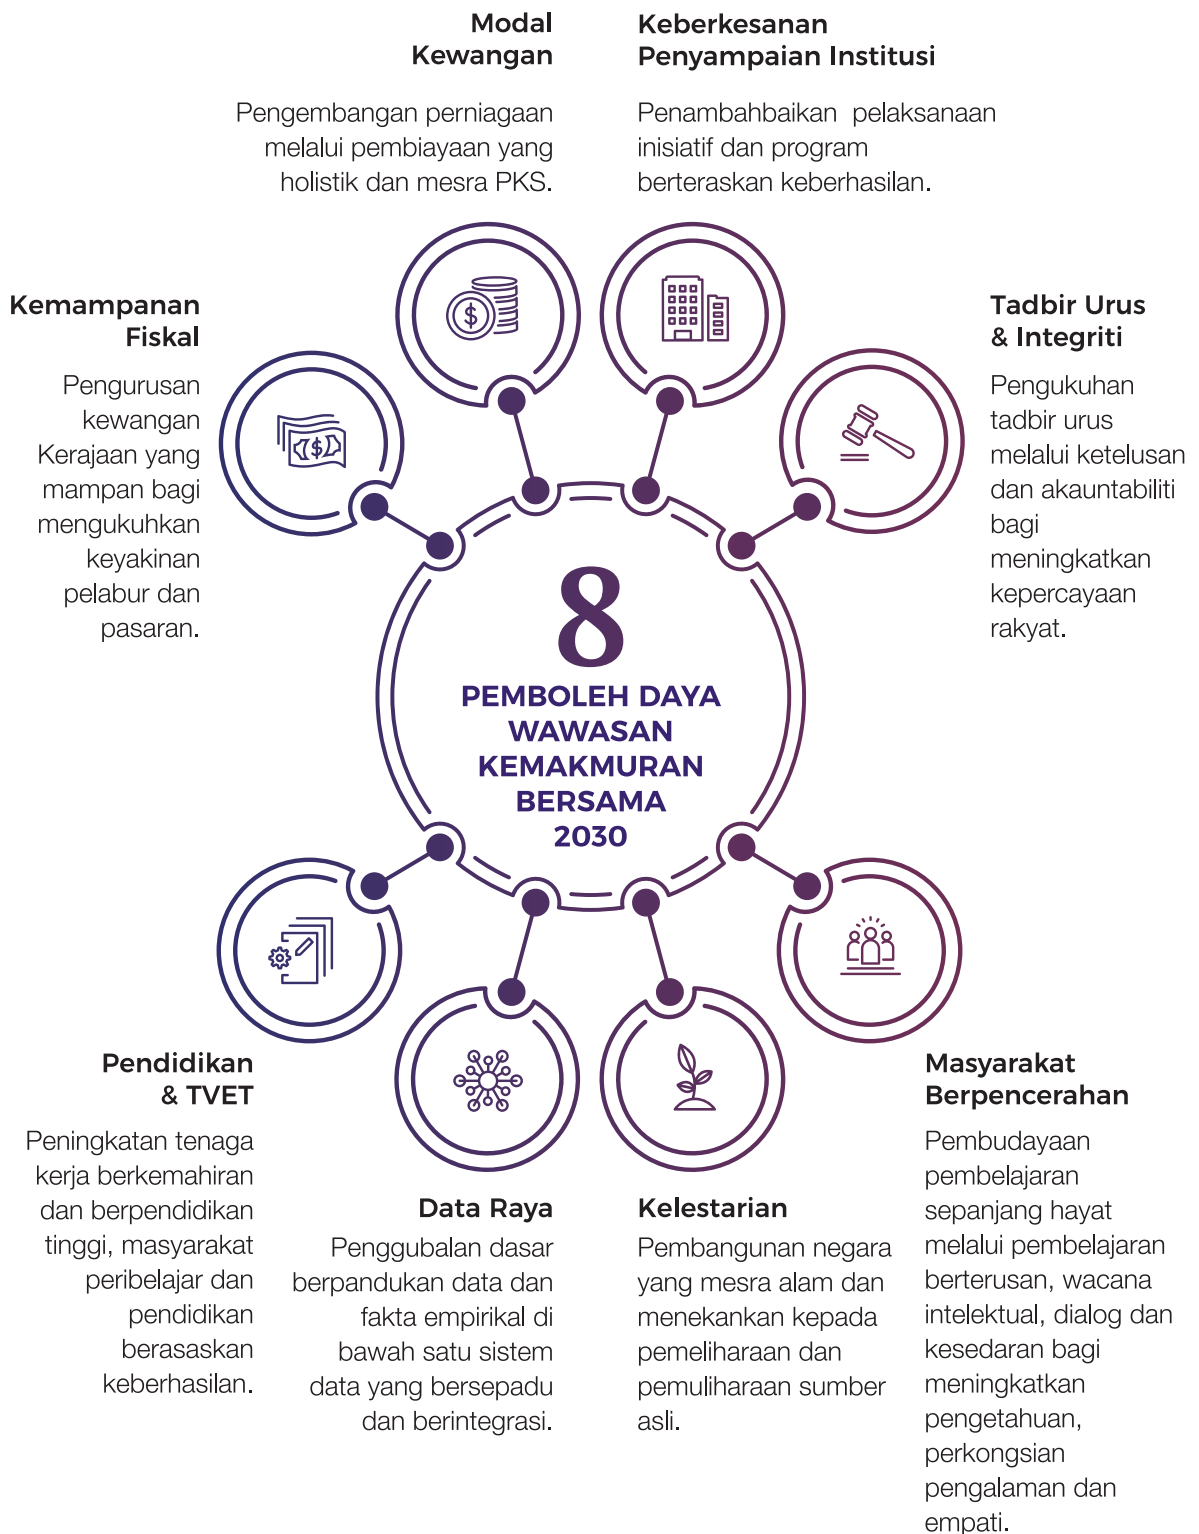 Modal
Kewangan
Pengembangan perniagaan
melalui pembiayaan yang
holistik dan mesra PKS.
Keberkesanan
Penyampaian Institusi
Penambahbaikan pelaksanaan
inisiatif dan program
berteraskan keberhasilan.
Kemampanan
Fiskal
Pengurusan
kewangan
Kerajaan yang
mampan bagi
mengukuhkan
keyakinan
pelabur dan
pasaran.
Tadbir Urus
& Integriti
Pengukuhan
tadbir urus
melalui ketelusan
dan akauntabiliti
bagi
meningkatkan
kepercayaan
rakyat.
8
PEMBOLEH DAYA
WAWASAN
KEMAKMURAN
BERSAMA
2030
Pendidikan
& TVET
Peningkatan tenaga
kerja berkemahiran
dan berpendidikan
tinggi, masyarakat
peribelajar dan
pendidikan
berasaskan
keberhasilan.
Data Raya
Penggubalan dasar
berpandukan data dan
fakta empirikal di
bawah satu sistem
data yang bersepadu
dan berintegrasi.
Kelestarian
Pembangunan negara
yang mesra alam dan
menekankan kepada
pemeliharaan dan
pemuliharaan sumber
asli.
Masyarakat
Berpencerahan
Pembudayaan
pembelajaran
sepanjang hayat
melalui pembelajaran
berterusan, wacana
intelektual, dialog dan
kesedaran bagi
meningkatkan
pengetahuan,
perkongsian
pengalaman dan
empati.